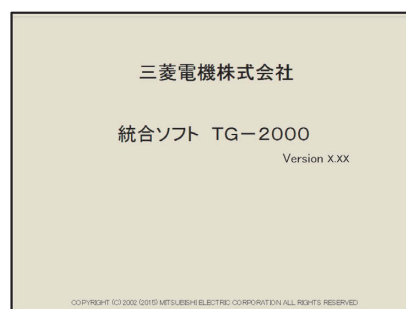 三菱電機株式会社
統合ソフト TG－2000
Version X.XX
COPYRIGHT (C) 2002 (2015) MITSUBISHI ELECTRIC CORPORATION ALL RIGHTS RESERVED